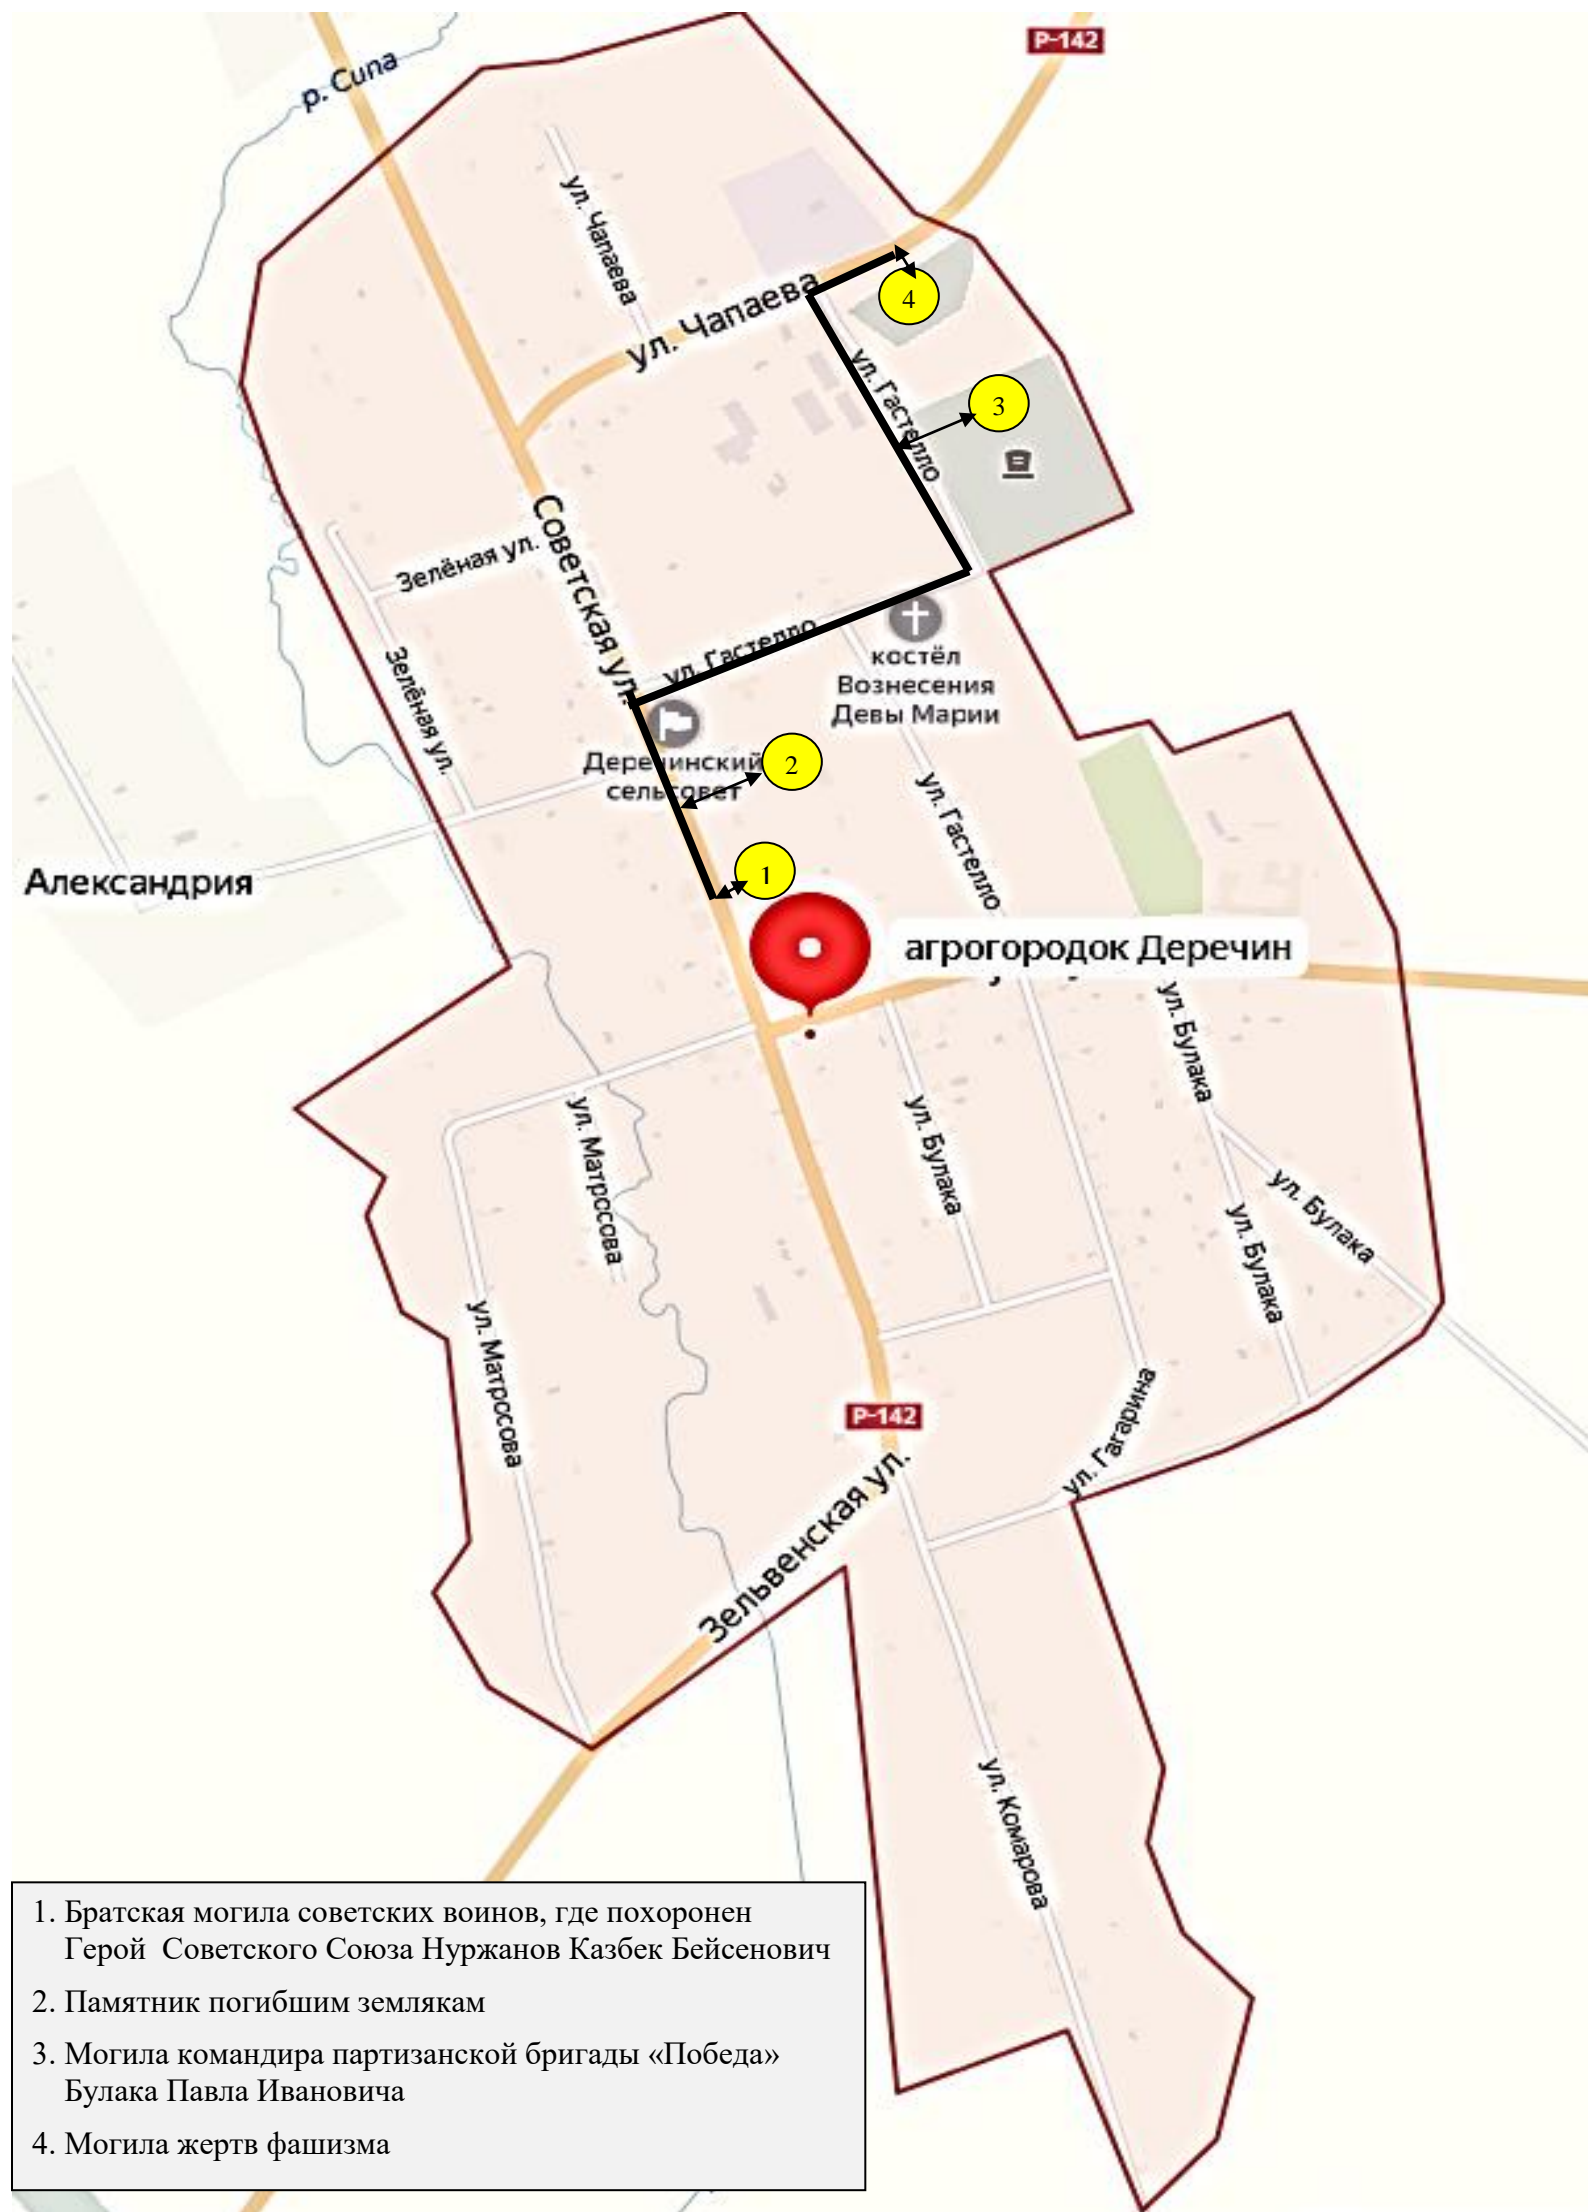 Р-142
р. Сипа
ул. Чапаева
ул. Чапаева
4
ул. Гастелло
3
Советская ул.
Зелёная ул.
Зелёная ул.
ул. Гастелло
костёл
Вознесения
Девы Марии
Деречинский
сельсовет
2
ул. Гастелло
1
Александрия
агрогородок Деречин
ул. Булака
ул. Булака
ул. Матросова
ул. Булака
ул. Булака
ул. Матросова
Р-142
ул. Гагарина
Зельвенская ул.
ул. Комарова
1. Братская могила советских воинов, где похоронен
Герой Советского Союза Нуржанов Казбек Бейсенович
2. Памятник погибшим землякам
3. Могила командира партизанской бригады «Победа»
Булака Павла Ивановича
4. Могила жертв фашизма